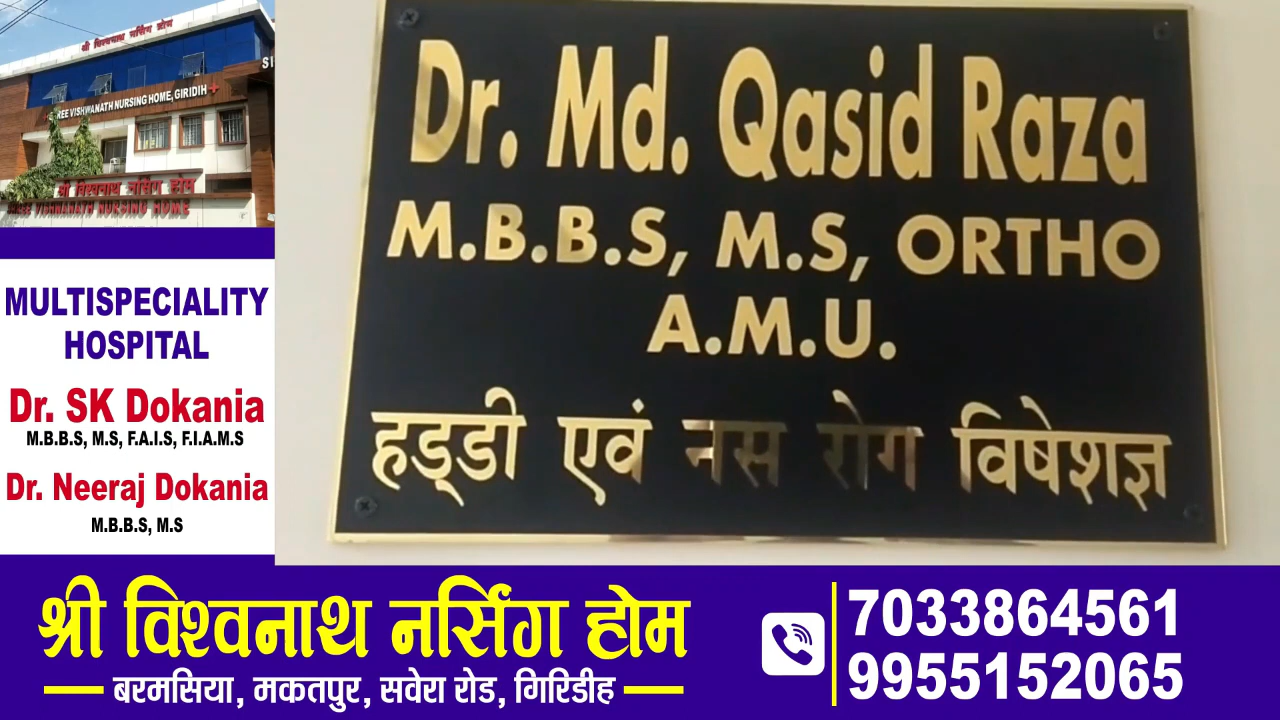 श्री विश्वनाथ नर्सिंग होम
SHREE VISHWANATH NURSING HOME, GIRIDIH +
श्री विश्वनाथ नर्सिंग होम
SHREE VISHWANATH NURSING HOME
MULTISPECIALITY
HOSPITAL
Dr. SK Dokania
M.B.B.S, M.S, F.A.I.S, F.I.A.M.S
Dr. Neeraj Dokania
M.B.B.S, M.S
Dr. Md. Qasid Raza
M.B.B.S, M.S, ORTHO
A.M.U.
हड्डी एवं नस रोग विषेशज्ञ
श्री विश्वनाथ नर्सिंग होम
बरमसिया, मकतपुर, सवेरा रोड, गिरिडीह
7033864561
9955152065